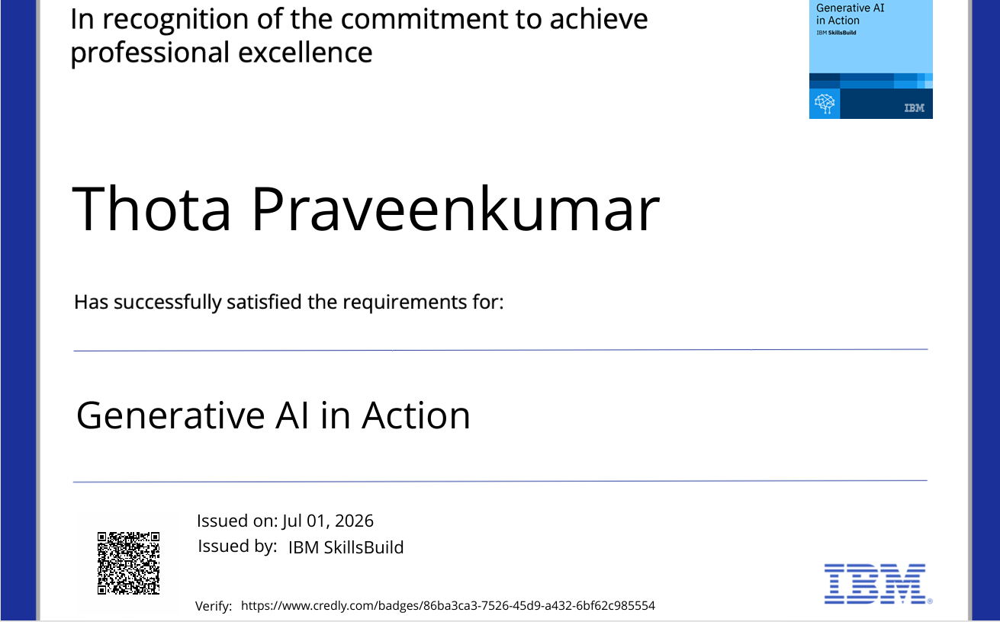 In recognition of the commitment to achieve
professional excellence
Generative AI
in Action
IBM SkillsBuild
IBM
Thota Praveenkumar
Has successfully satisfied the requirements for:
Generative AI in Action
Issued on: Jul 01, 2026
Issued by: IBM SkillsBuild
Verify: https://www.credly.com/badges/86ba3ca3-7526-45d9-a432-6bf62c985554
IBM®